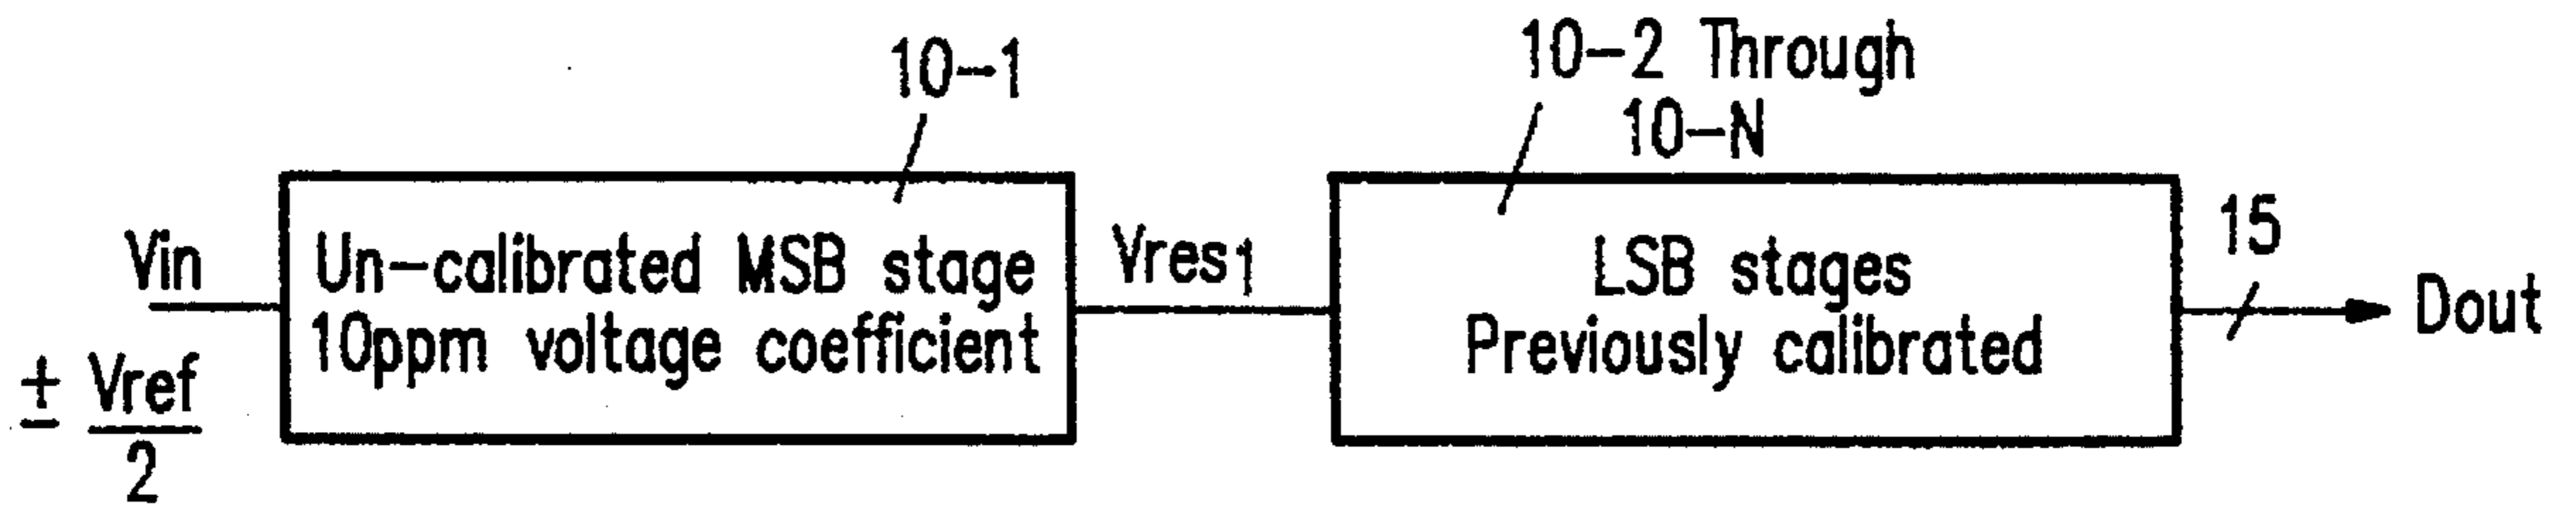 10-1
10-2 Through
10-N
Vin
± Vref
2
Un-calibrated MSB stage
10ppm voltage coefficient
Vres1
LSB stages
Previously calibrated
15
Dout